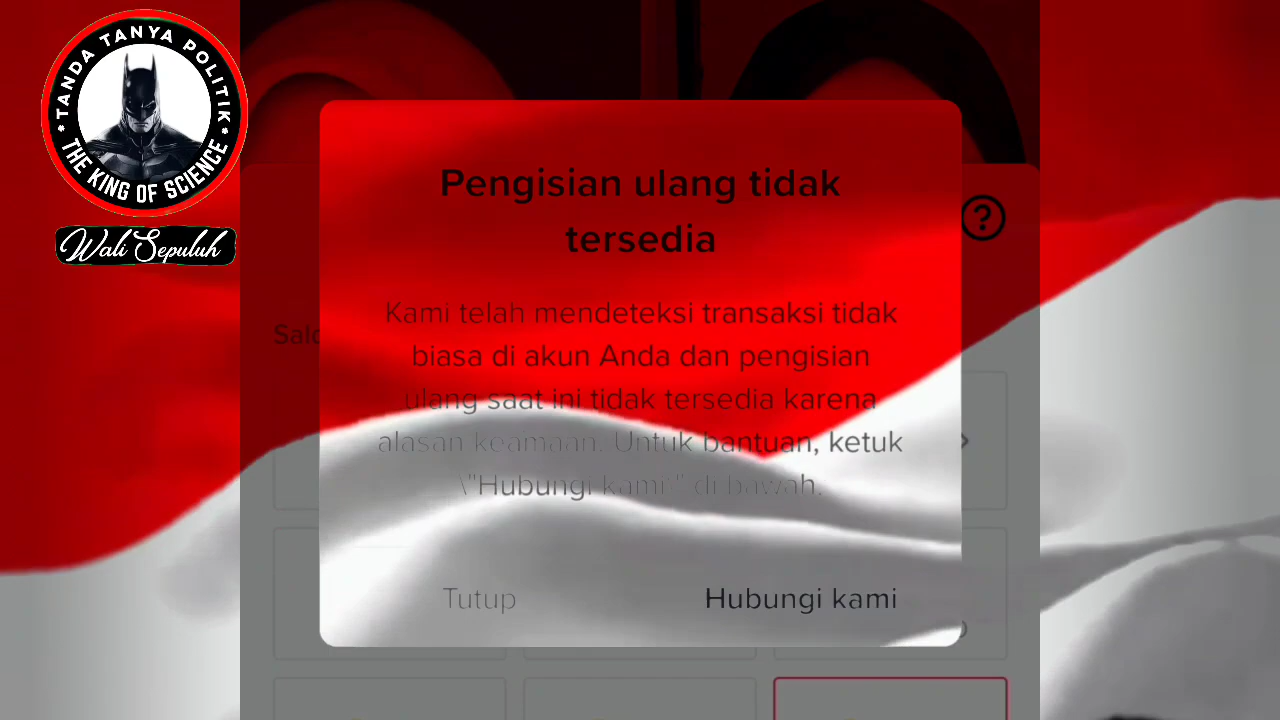 TANDA TANYA POLITIK
THE KING OF SCIENCE
Wali Sepuluh
Pengisian ulang tidak
tersedia
Kami telah mendeteksi transaksi tidak
biasa di akun Anda dan pengisian
ulang saat ini tidak tersedia karena
alasan keamaan. Untuk bantuan, ketuk
\"Hubungi kami\" di bawah.
Tutup
Hubungi kami